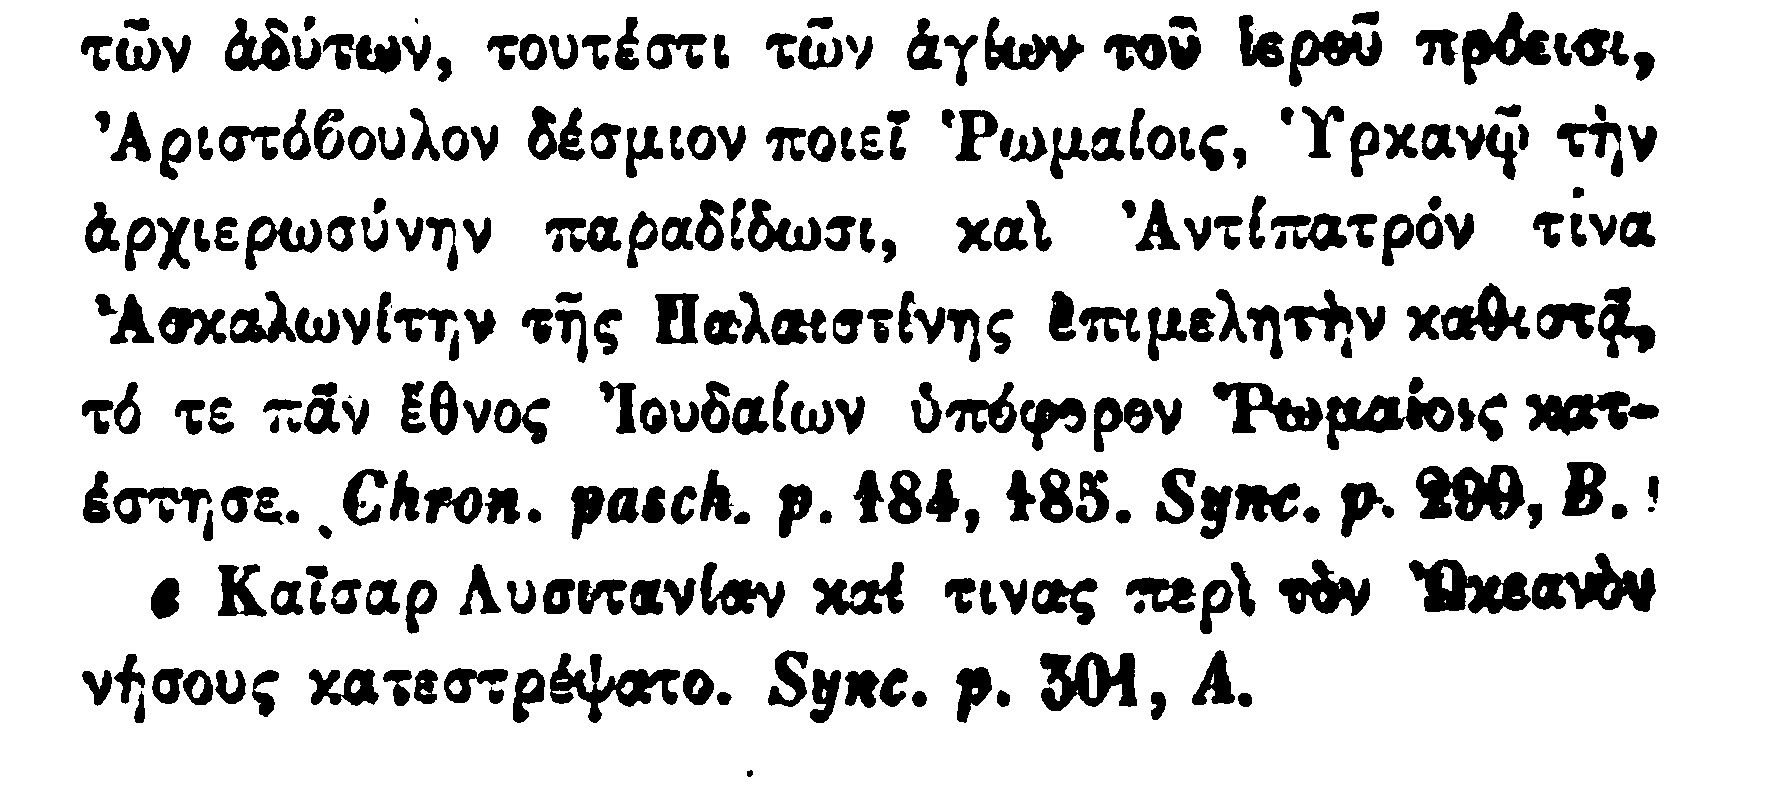 τῶν ἀδύτων, τουτέστι τῶν ἁγίων τοῦ ἱεροῦ πρόεισι,
Ἀριστόϐουλον δέσμιον ποιεῖ Ῥωμαίοις, Ὑρκανῷ τὴν
ἀρχιερωσύνην παραδίδωσι, καὶ Ἀντίπατρόν τινα
Ἀσκαλωνίτην τῆς Παλαιστίνης ἐπιμελητὴν καθιστᾷ,
τό τε πᾶν ἔθνος Ἰουδαίων ὑπόφορον Ῥωμαίοις κατ-
έστησε. Chron. pasch. p. 184, 185. Sync. p. 299, B.
e Καῖσαρ Λυσιτανίαν καί τινας περὶ τὸν Ὠκεανὸν
νήσους κατεστρέψατο. Sync. p. 301, A.